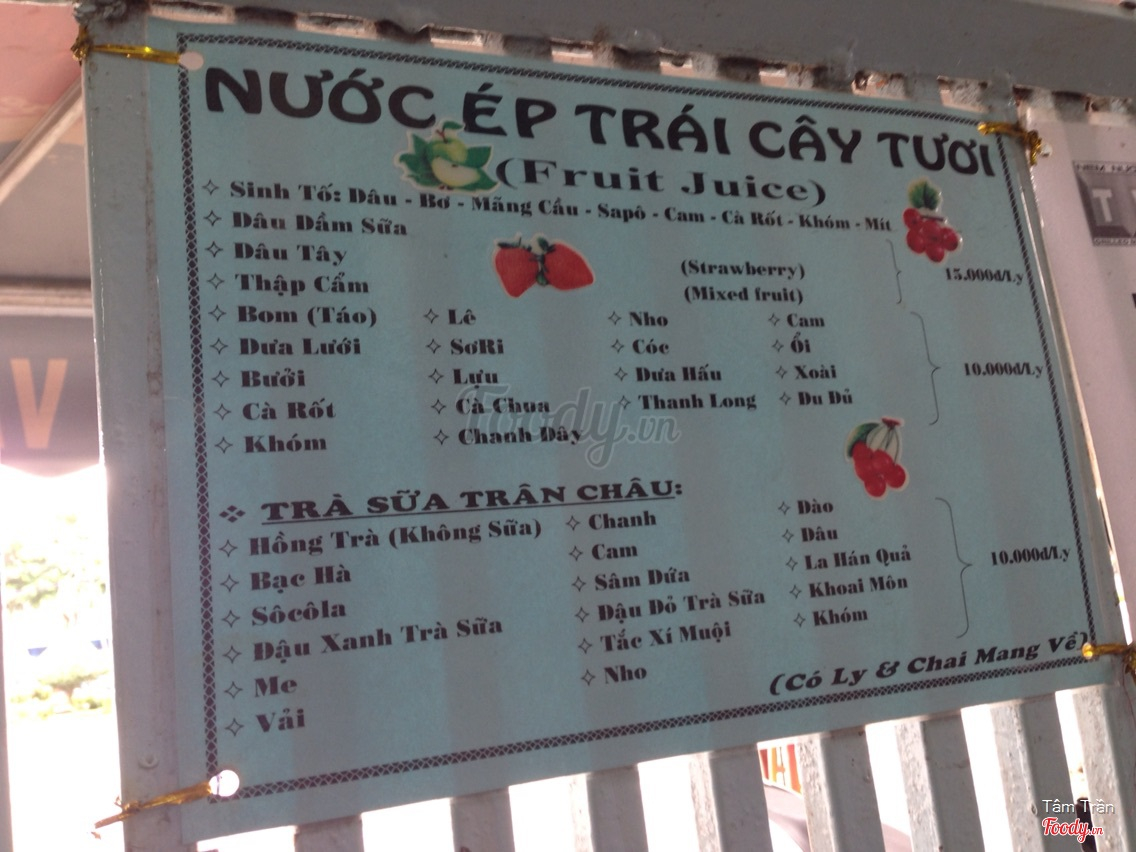 NƯỚC ÉP TRÁI CÂY TƯƠI
(Fruit Juice)
✧ Sinh Tố: Dâu - Bơ - Mãng Cầu - Sapô - Cam - Cà Rốt - Khóm - Mít
✧ Dâu Dầm Sữa
✧ Dâu Tây (Strawberry)
✧ Thập Cẩm (Mixed fruit)
15.000đ/Ly
✧ Bom (Táo) ✧ Lê ✧ Nho ✧ Cam
✧ Dưa Lưới ✧ SơRi ✧ Cóc ✧ Ổi
✧ Bưởi ✧ Lựu ✧ Dưa Hấu ✧ Xoài
✧ Cà Rốt ✧ Cà Chua ✧ Thanh Long ✧ Du Dủ
✧ Khóm ✧ Chanh Dây
10.000đ/Ly
Foody.vn
❖ TRÀ SỮA TRÂN CHÂU:
✧ Hồng Trà (Không Sữa) ✧ Chanh ✧ Dào
✧ Bạc Hà ✧ Cam ✧ Dâu
✧ Sôcôla ✧ Sâm Dứa ✧ La Hán Quả
✧ Đậu Xanh Trà Sữa ✧ Đậu Đỏ Trà Sữa ✧ Khoai Môn
✧ Me ✧ Tắc Xí Muội ✧ Khóm
✧ Vải ✧ Nho
10.000đ/Ly
(Có Ly & Chai Mang Về)
V
Tâm Trần
Foody.vn